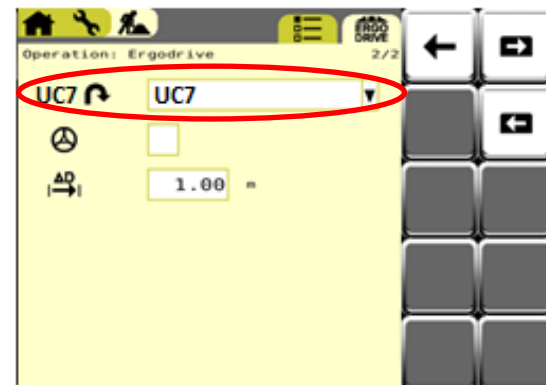 ERGO
DRIVE
Operation: Ergodrive 2/2
UC7 UC7
AD
1.00 m